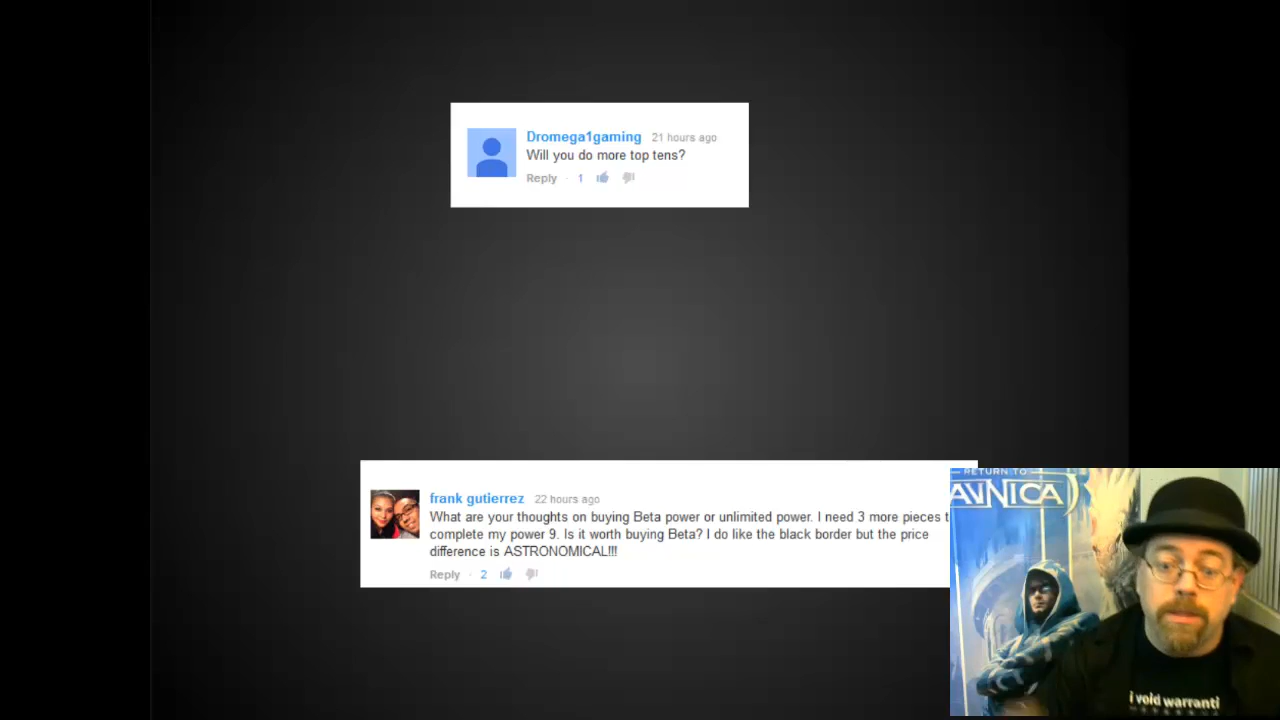 Dromega1gaming 21 hours ago
Will you do more top tens?
Reply · 1
frank gutierrez 22 hours ago
What are your thoughts on buying Beta power or unlimited power. I need 3 more pieces
complete my power 9. Is it worth buying Beta? I do like the black border but the price
difference is ASTRONOMICAL!!!
Reply · 2
RETURN TO
AVNICA
i void warranti